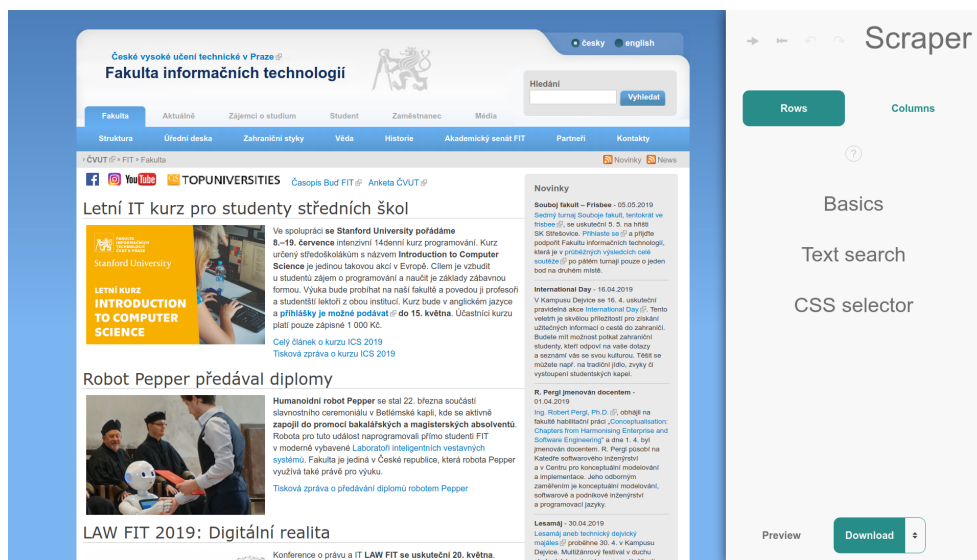 České vysoké učení technické v Praze
Fakulta informačních technologií
česky
english
Hledání
Vyhledat
Fakulta
Aktuálně
Zájemci o studium
Student
Zaměstnanec
Média
Struktura
Úřední deska
Zahraniční styky
Věda
Historie
Akademický senát FIT
Partneři
Kontakty
› ČVUT » FIT » Fakulta
Novinky
News
YouTube
TOPUNIVERSITIES
Časopis Buď FIT
Anketa ČVUT
Letní IT kurz pro studenty středních škol
FAKULTA
INFORMAČNÍCH
TECHNOLOGIÍ
ČVUT V PRAZE
Stanford University
LETNÍ KURZ
INTRODUCTION
TO COMPUTER
SCIENCE
Ve spolupráci se Stanford University pořádáme
8.–19. července intenzivní 14denní kurz programování. Kurz
určený středoškolákům s názvem Introduction to Computer
Science je jedinou takovou akcí v Evropě. Cílem je vzbudit
u studentů zájem o programování a naučit je základy zábavnou
formou. Výuka bude probíhat na naší fakultě a povedou ji profesoři
a studentští lektoři z obou institucí. Kurz bude v anglickém jazyce
a přihlášky je možné podávat do 15. května. Účastníci kurzu
platí pouze zápisné 1 000 Kč.
Celý článek o kurzu ICS 2019
Tisková zpráva o kurzu ICS 2019
Robot Pepper předával diplomy
Humanoidní robot Pepper se stal 22. března součástí
slavnostního ceremoniálu v Betlémské kapli, kde se aktivně
zapojil do promocí bakalářských a magisterských absolventů.
Robota pro tuto událost naprogramovali přímo studenti FIT
v moderně vybavené Laboratoři inteligentních vestavných
systémů. Fakulta je jediná v České republice, která robota Pepper
využívá také právě pro výuku.
Tisková zpráva o předávání diplomů robotem Pepper
LAW FIT 2019: Digitální realita
Konference o právu a IT LAW FIT se uskuteční 20. května.
Novinky
Souboj fakult – Frisbee - 05.05.2019
Sedmý turnaj Souboje fakult, tentokrát ve
frisbee, se uskuteční 5. 5. na hřišti
SK Střešovice. Přihlaste se a přijďte
podpořit Fakultu informačních technologií,
která je v průběžných výsledcích celé
soutěže po pátém turnaji pouze o jeden
bod na druhém místě.
International Day - 16.04.2019
V Kampusu Dejvice se 16. 4. uskuteční
pravidelná akce International Day. Tento
veletrh je skvělou příležitostí pro získání
užitečných informací o cestě do zahraničí.
Budete mít možnost potkat zahraniční
studenty, kteří odpoví na vaše dotazy
a seznámí vás se svou kulturou. Těšit se
můžete např. na tradiční jídlo, zvyky či
vystoupení studentských kapel.
R. Pergl jmenován docentem -
01.04.2019
Ing. Robert Pergl, Ph.D., obhájil na
fakultě habilitační práci „Conceptualisation:
Chapters from Harmonising Enterprise and
Software Engineering" a dne 1. 4. byl
jmenován docentem. R. Pergl působí na
Katedře softwarového inženýrství
a v Centru pro konceptuální modelování
a implementace. Jeho odborným
zaměřením je konceptuální modelování,
softwarové a podnikové inženýrství
a programovací jazyky.
Lesamáj - 30.04.2019
Lesamáj aneb technický dejvický
majáles proběhne 30. 4. v Kampusu
Dejvice. Multižánrový festival v duchu
Scraper
Rows
Columns
?
Basics
Text search
CSS selector
Preview
Download